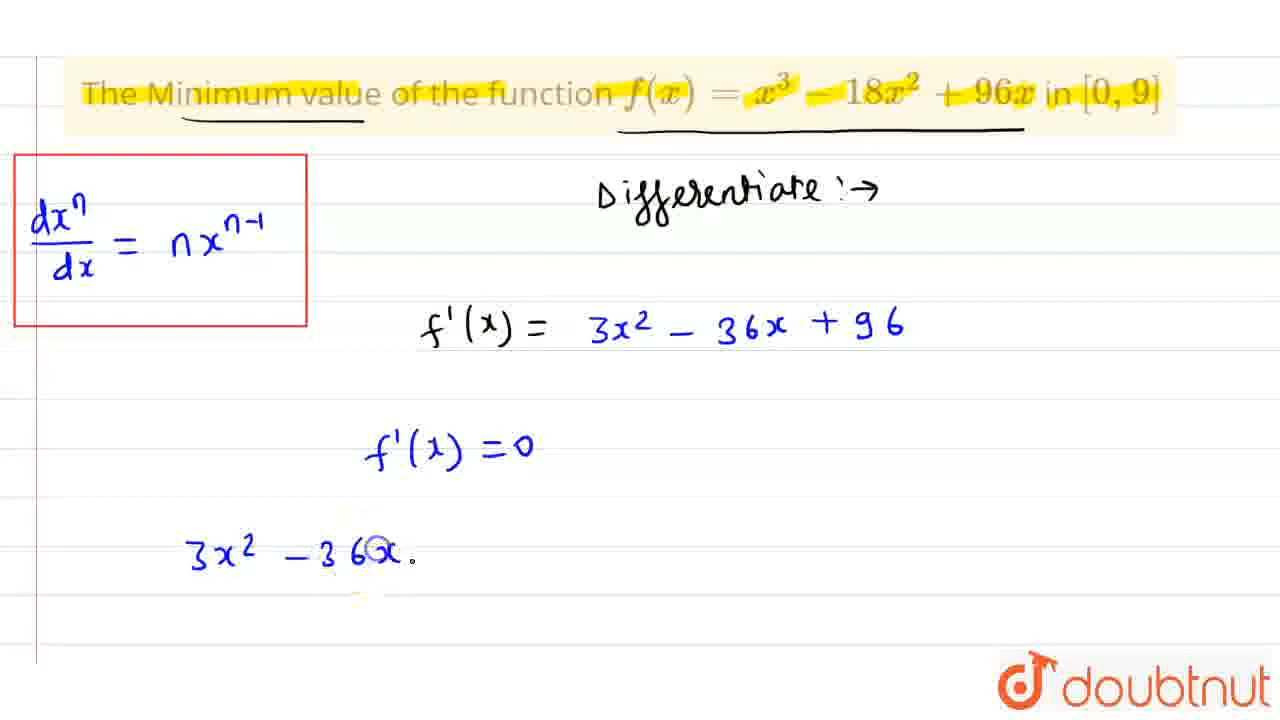 The Minimum value of the function f(x) = x³ − 18x² + 96x in [0, 9]
Differentiate :→
dxⁿ/dx = nxⁿ⁻¹
f'(x) = 3x² − 36x + 96
f'(x) = 0
3x² − 36x.
doubtnut